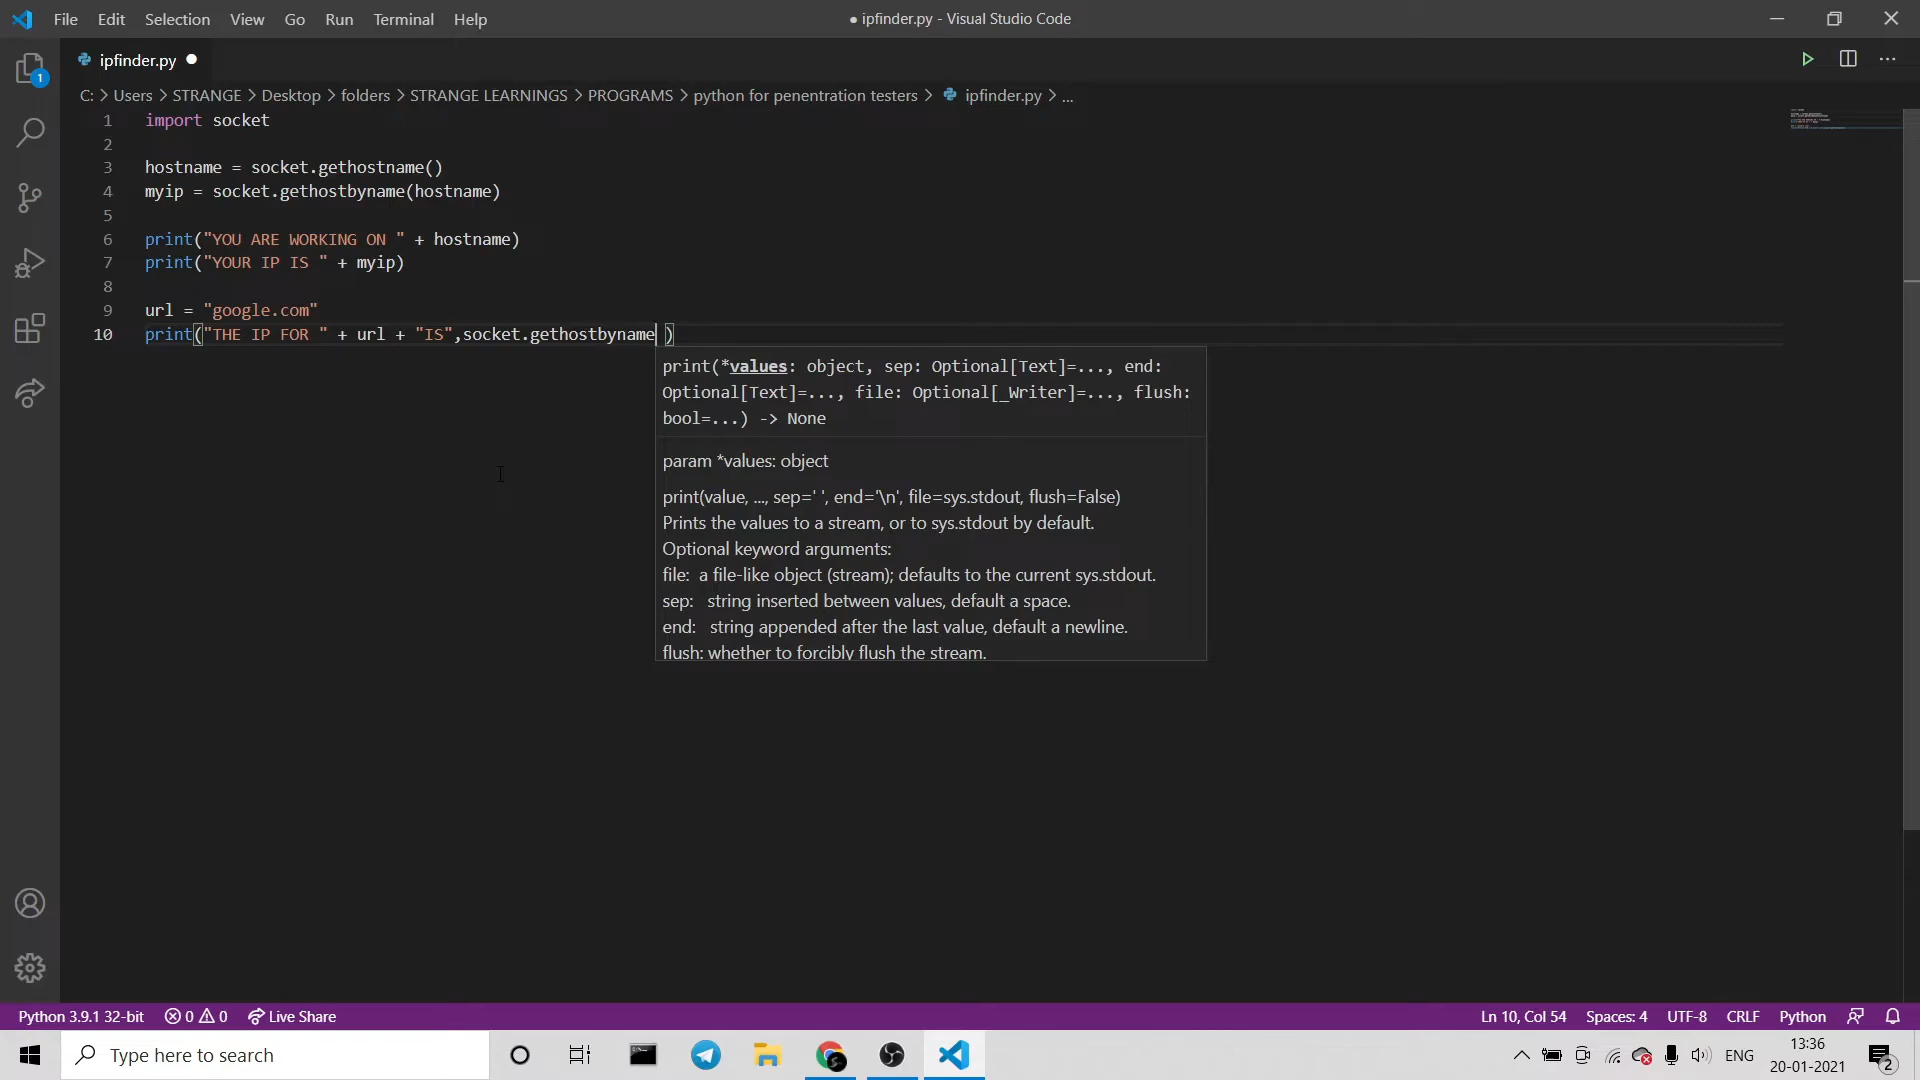 File Edit Selection View Go Run Terminal Help
● ipfinder.py - Visual Studio Code
ipfinder.py
C: > Users > STRANGE > Desktop > folders > STRANGE LEARNINGS > PROGRAMS > python for penentration testers > ipfinder.py > ...
1 import socket
2
3 hostname = socket.gethostname()
4 myip = socket.gethostbyname(hostname)
5
6 print("YOU ARE WORKING ON " + hostname)
7 print("YOUR IP IS " + myip)
8
9 url = "google.com"
10 print("THE IP FOR " + url + "IS",socket.gethostbyname )
print(*values: object, sep: Optional[Text]=..., end:
Optional[Text]=..., file: Optional[_Writer]=..., flush:
bool=...) -> None
param *values: object
print(value, ..., sep=' ', end='\n', file=sys.stdout, flush=False)
Prints the values to a stream, or to sys.stdout by default.
Optional keyword arguments:
file: a file-like object (stream); defaults to the current sys.stdout.
sep: string inserted between values, default a space.
end: string appended after the last value, default a newline.
flush: whether to forcibly flush the stream.
1
Python 3.9.1 32-bit 0 0 Live Share
Ln 10, Col 54 Spaces: 4 UTF-8 CRLF Python
Type here to search
ENG
13:36
20-01-2021
2